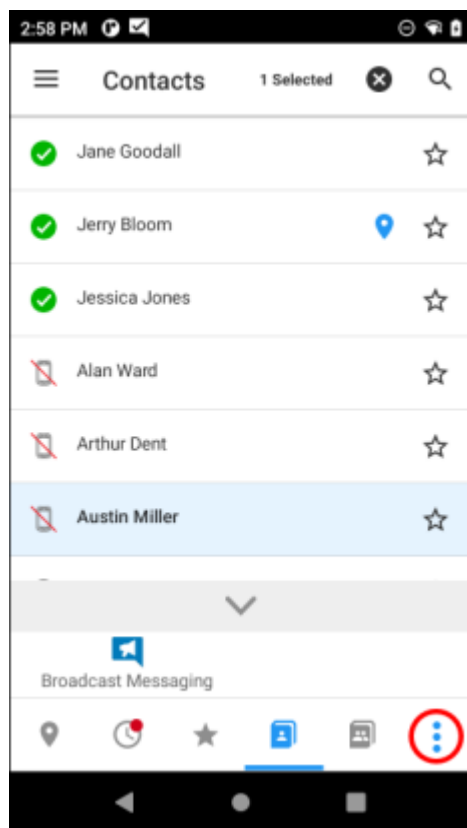 2:58 PM
Contacts 1 Selected
Jane Goodall
Jerry Bloom
Jessica Jones
Alan Ward
Arthur Dent
Austin Miller
Broadcast Messaging